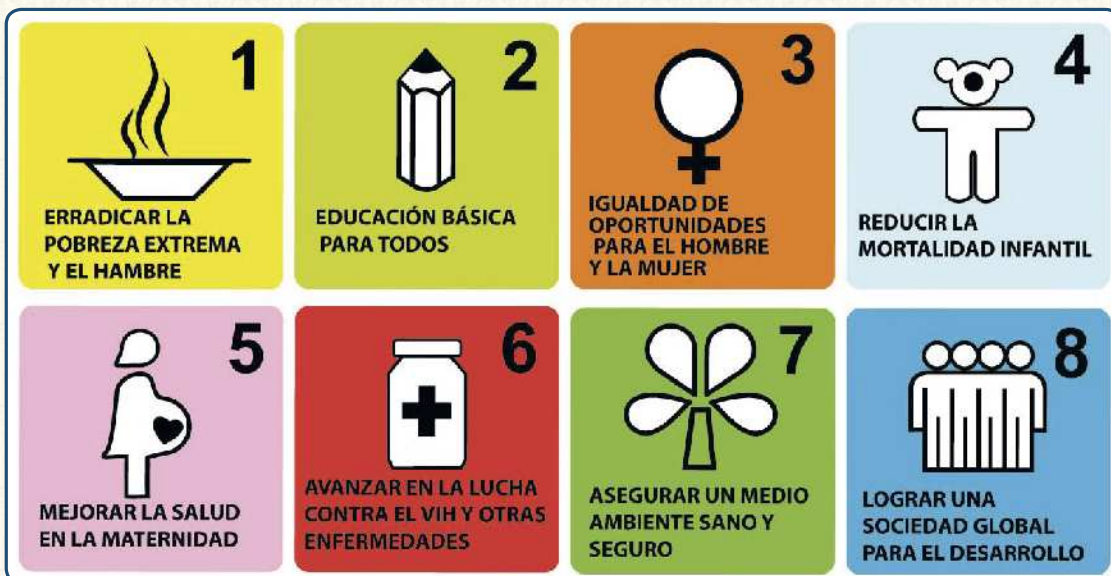 1
ERRADICAR LA
POBREZA EXTREMA
Y EL HAMBRE
2
EDUCACIÓN BÁSICA
PARA TODOS
3
IGUALDAD DE
OPORTUNIDADES
PARA EL HOMBRE
Y LA MUJER
4
REDUCIR LA
MORTALIDAD INFANTIL
5
MEJORAR LA SALUD
EN LA MATERNIDAD
6
AVANZAR EN LA LUCHA
CONTRA EL VIH Y OTRAS
ENFERMEDADES
7
ASEGURAR UN MEDIO
AMBIENTE SANO Y
SEGURO
8
LOGRAR UNA
SOCIEDAD GLOBAL
PARA EL DESARROLLO